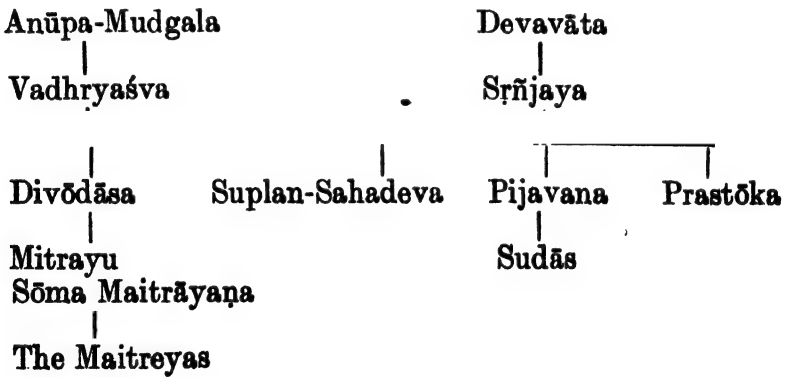 Anūpa-Mudgala Devavāta
Vadhryaśva Sṛñjaya
Divōdāsa Suplan-Sahadeva Pijavana Prastōka
Mitrayu Sudās
Sōma Maitrāyaṇa
The Maitreyas